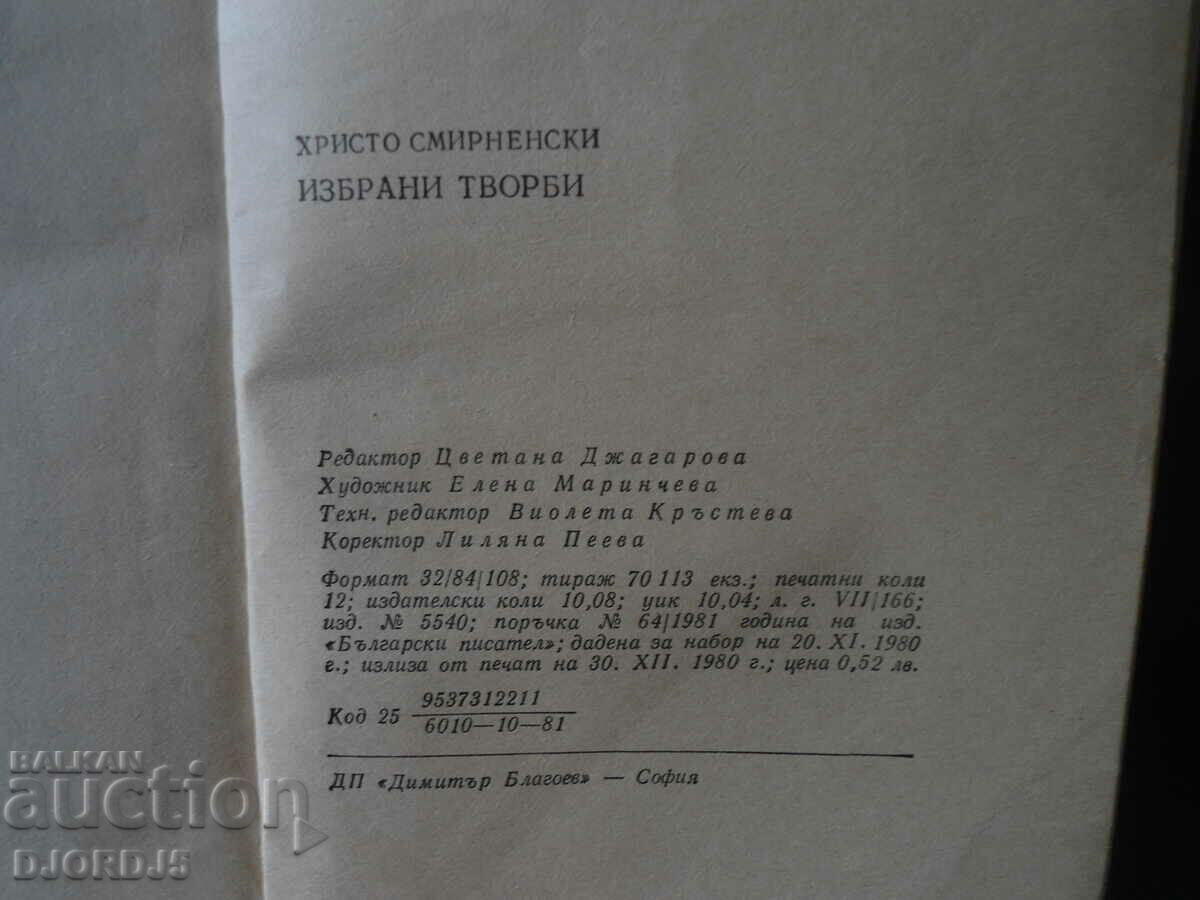 ХРИСТО СМИРНЕНСКИ
ИЗБРАНИ ТВОРБИ
Редактор Цветана Джагарова
Художник Елена Маринчева
Техн. редактор Виолета Кръстева
Коректор Лиляна Пеева
Формат 32/84/108; тираж 70 113 екз.; печатни коли
12; издателски коли 10,08; уик 10,04; л. г. VII/166;
изд. № 5540; поръчка № 64/1981 година на изд.
«Български писател»; дадена за набор на 20. XI. 1980
г.; излиза от печат на 30. XII. 1980 г.; цена 0,52 лв.
9537312211
Код 25
6010—10—81
ДП «Димитър Благоев» — София
BALKAN
auction
DJORDJ5